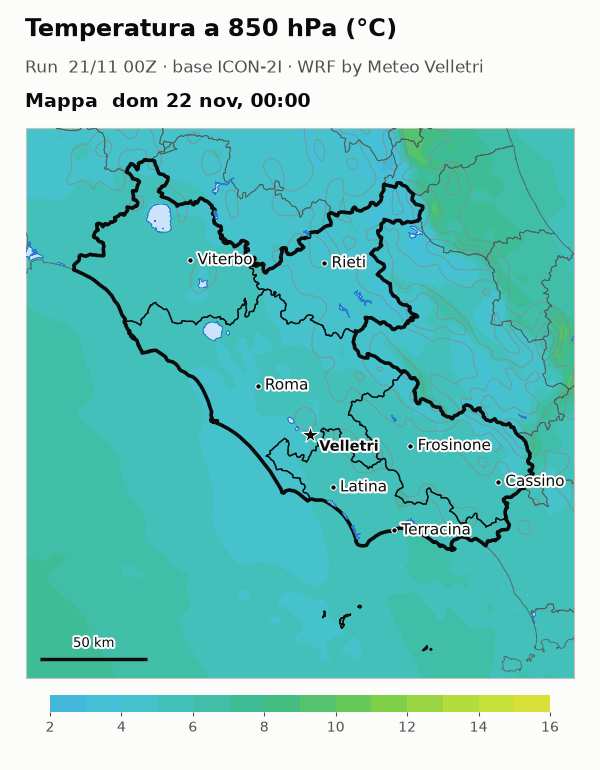 Temperatura a 850 hPa (°C)
Run  21/11 00Z · base ICON-2I · WRF by Meteo Velletri
Mappa  dom 22 nov, 00:00
Viterbo
Rieti
Roma
Velletri
Frosinone
Cassino
Latina
Terracina
50 km
2 4 6 8 10 12 14 16